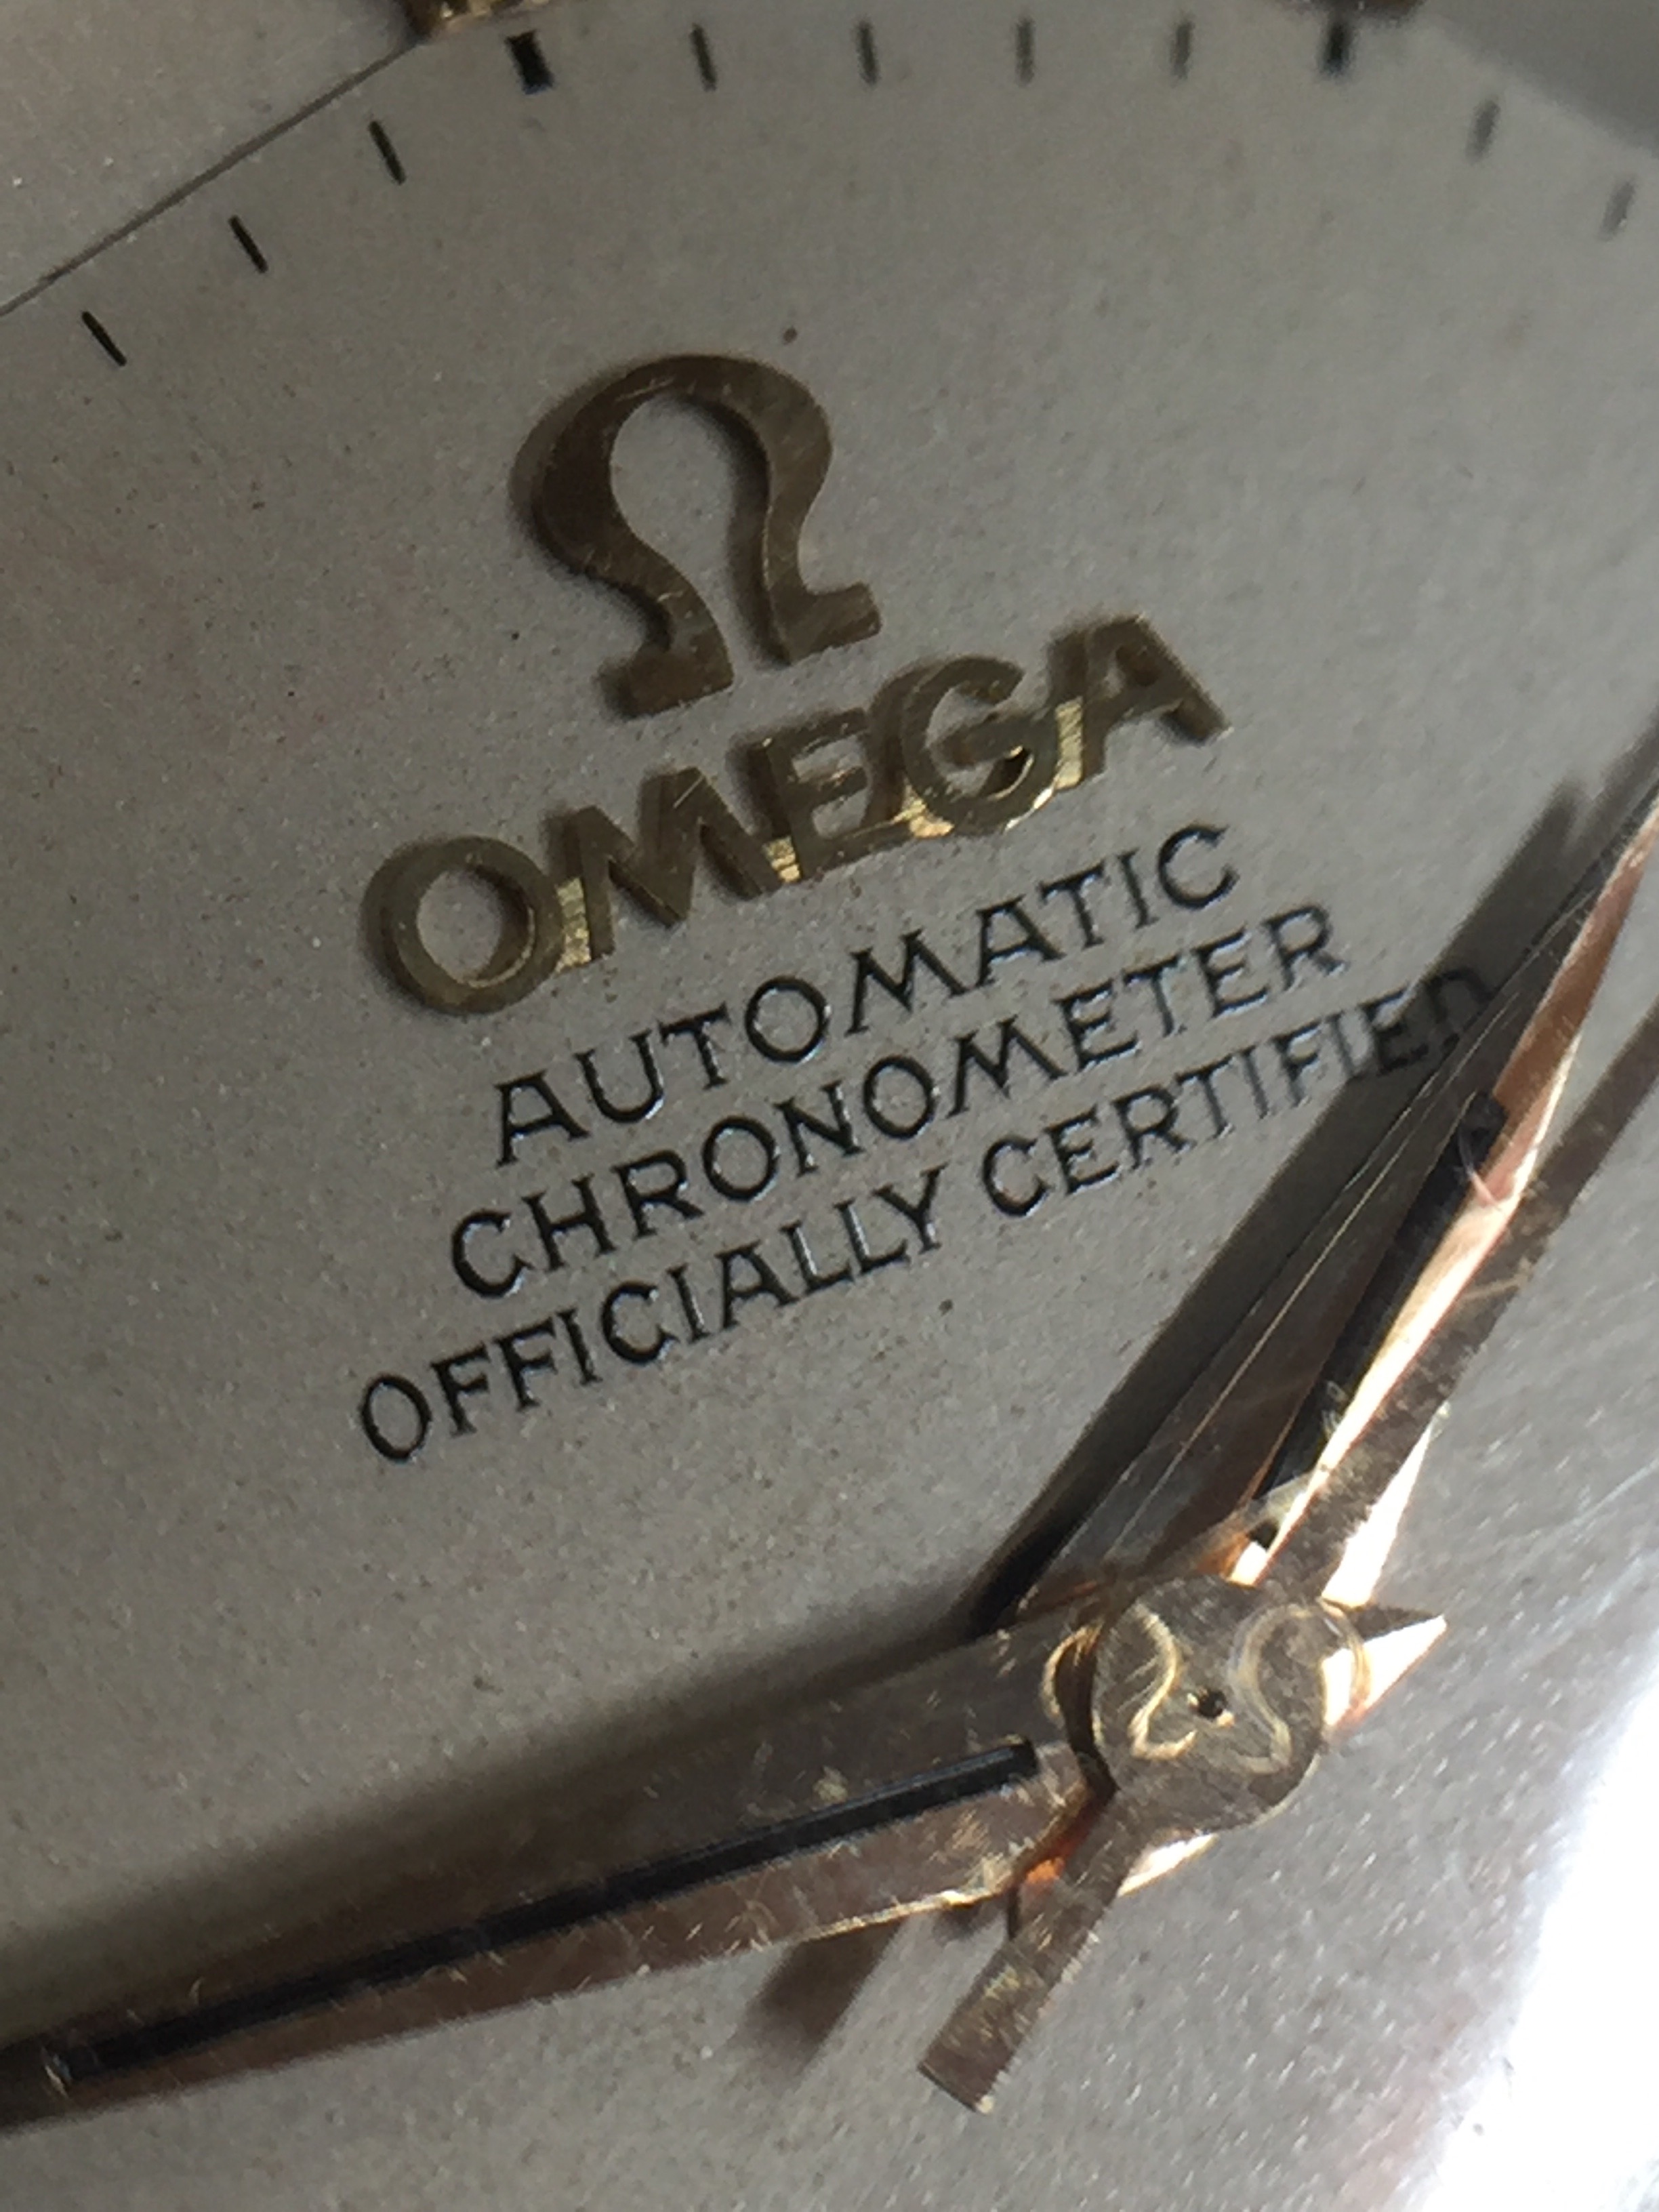 Ω
OMEGA
AUTOMATIC
CHRONOMETER
OFFICIALLY CERTIFIED